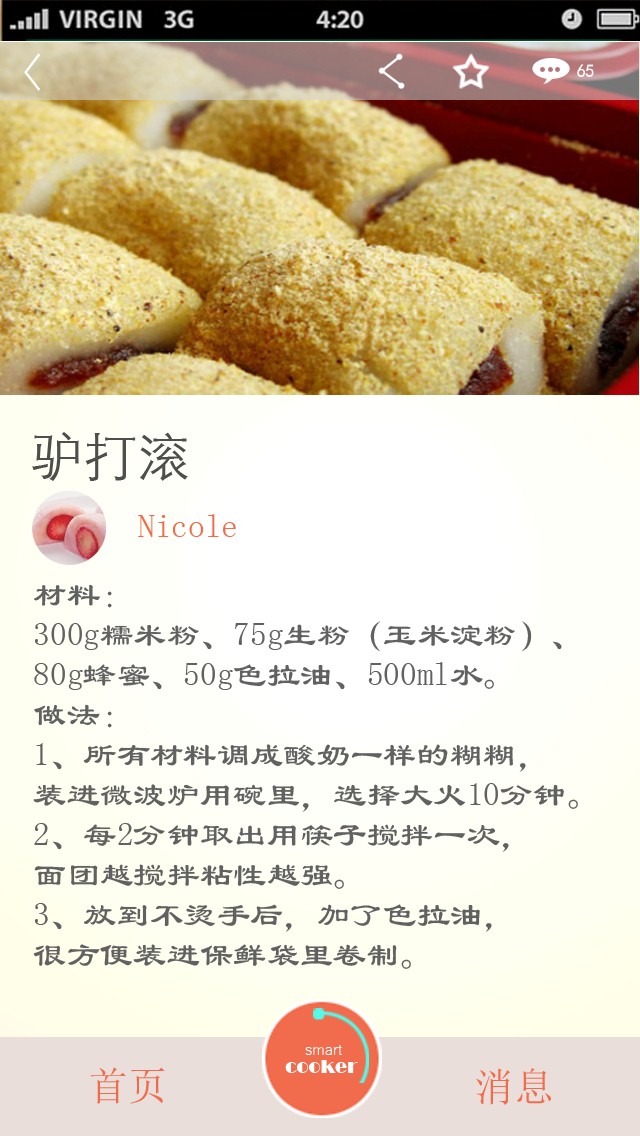 VIRGIN 3G 4:20
65
驴打滚
Nicole
材料：
300g糯米粉、75g生粉（玉米淀粉）、
80g蜂蜜、50g色拉油、500ml水。
做法：
1、所有材料调成酸奶一样的糊糊，
装进微波炉用碗里，选择大火10分钟。
2、每2分钟取出用筷子搅拌一次，
面团越搅拌粘性越强。
3、放到不烫手后，加了色拉油，
很方便装进保鲜袋里卷制。
首页
smart
cooker
消息